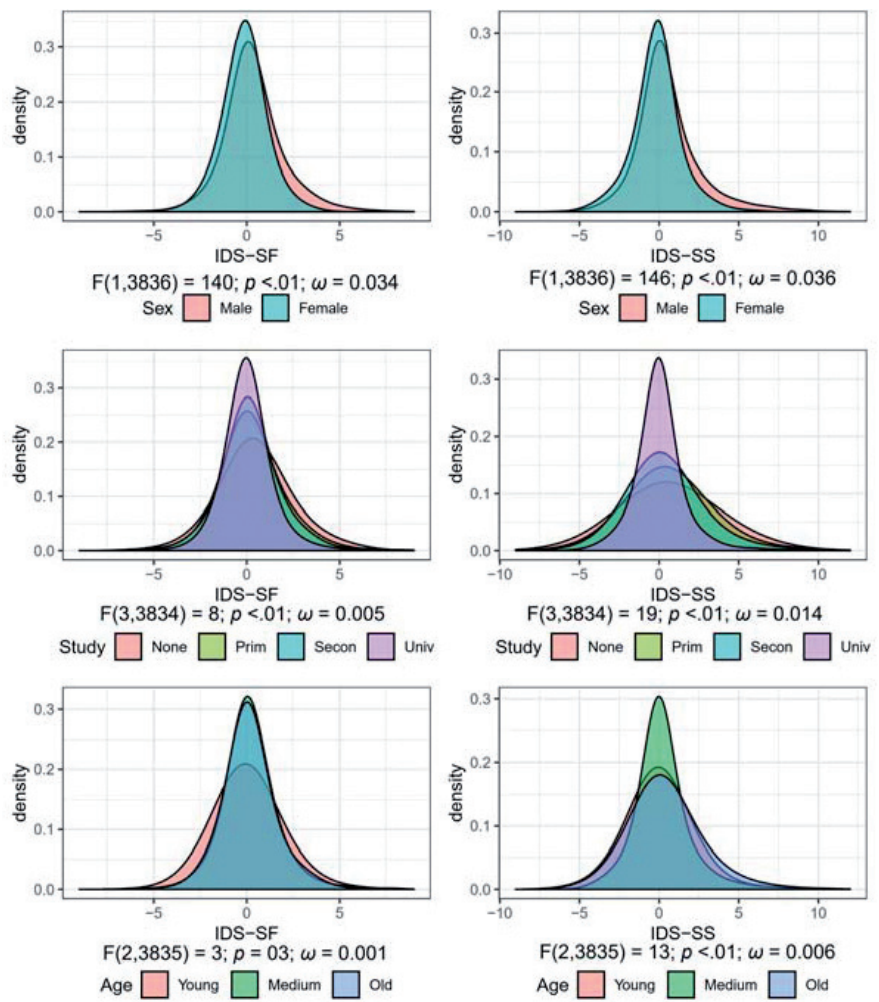 0.3
0.2
0.1
0.0
density
−5
0
5
IDS−SF
F(1,3836) = 140; p <.01; ω = 0.034
Sex Male Female
0.3
0.2
0.1
0.0
density
−10
−5
0
5
10
IDS−SS
F(1,3836) = 146; p <.01; ω = 0.036
Sex Male Female
0.3
0.2
0.1
0.0
density
−5
0
5
IDS−SF
F(3,3834) = 8; p <.01; ω = 0.005
Study None Prim Secon Univ
0.3
0.2
0.1
0.0
density
−10
−5
0
5
10
IDS−SS
F(3,3834) = 19; p <.01; ω = 0.014
Study None Prim Secon Univ
0.3
0.2
0.1
0.0
density
−5
0
5
IDS−SF
F(2,3835) = 3; p = 03; ω = 0.001
Age Young Medium Old
0.3
0.2
0.1
0.0
density
−10
−5
0
5
10
IDS−SS
F(2,3835) = 13; p <.01; ω = 0.006
Age Young Medium Old